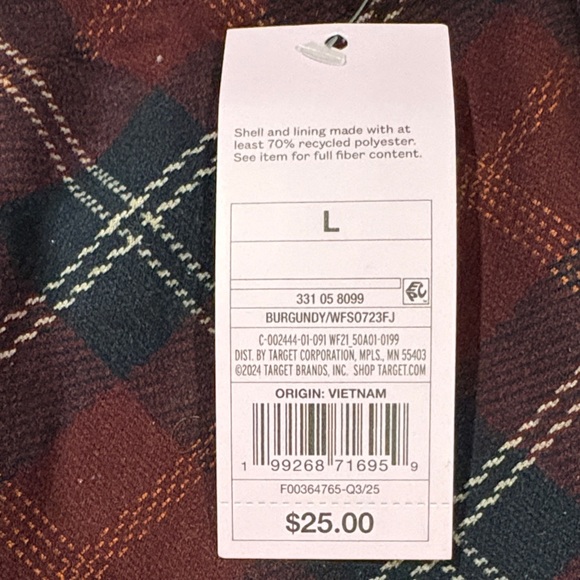 Shell and lining made with at
least 70% recycled polyester.
See item for full fiber content.
L
331 05 8099
BURGUNDY/WFS0723FJ
C-002444-01-091 WF21_50A01-0199
DIST. BY TARGET CORPORATION, MPLS., MN 55403
©2024 TARGET BRANDS, INC. SHOP TARGET.COM
ORIGIN: VIETNAM
1 99268 71695 9
F00364765-Q3/25
$25.00